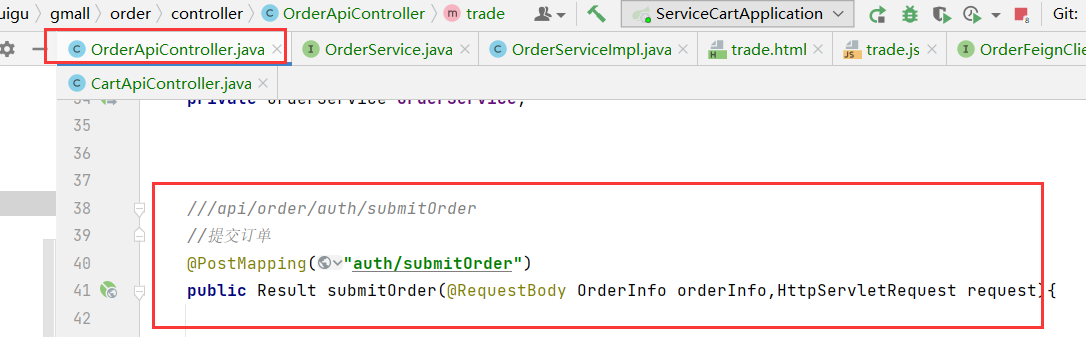 uigu gmall order controller OrderApiController trade ServiceCartApplication Git:
OrderApiController.java OrderService.java OrderServiceImpl.java trade.html trade.js OrderFeignClie
CartApiController.java
34 private OrderService orderService;
35
36
37
38 ///api/order/auth/submitOrder
39 //提交订单
40 @PostMapping("auth/submitOrder")
41 public Result submitOrder(@RequestBody OrderInfo orderInfo,HttpServletRequest request){
42